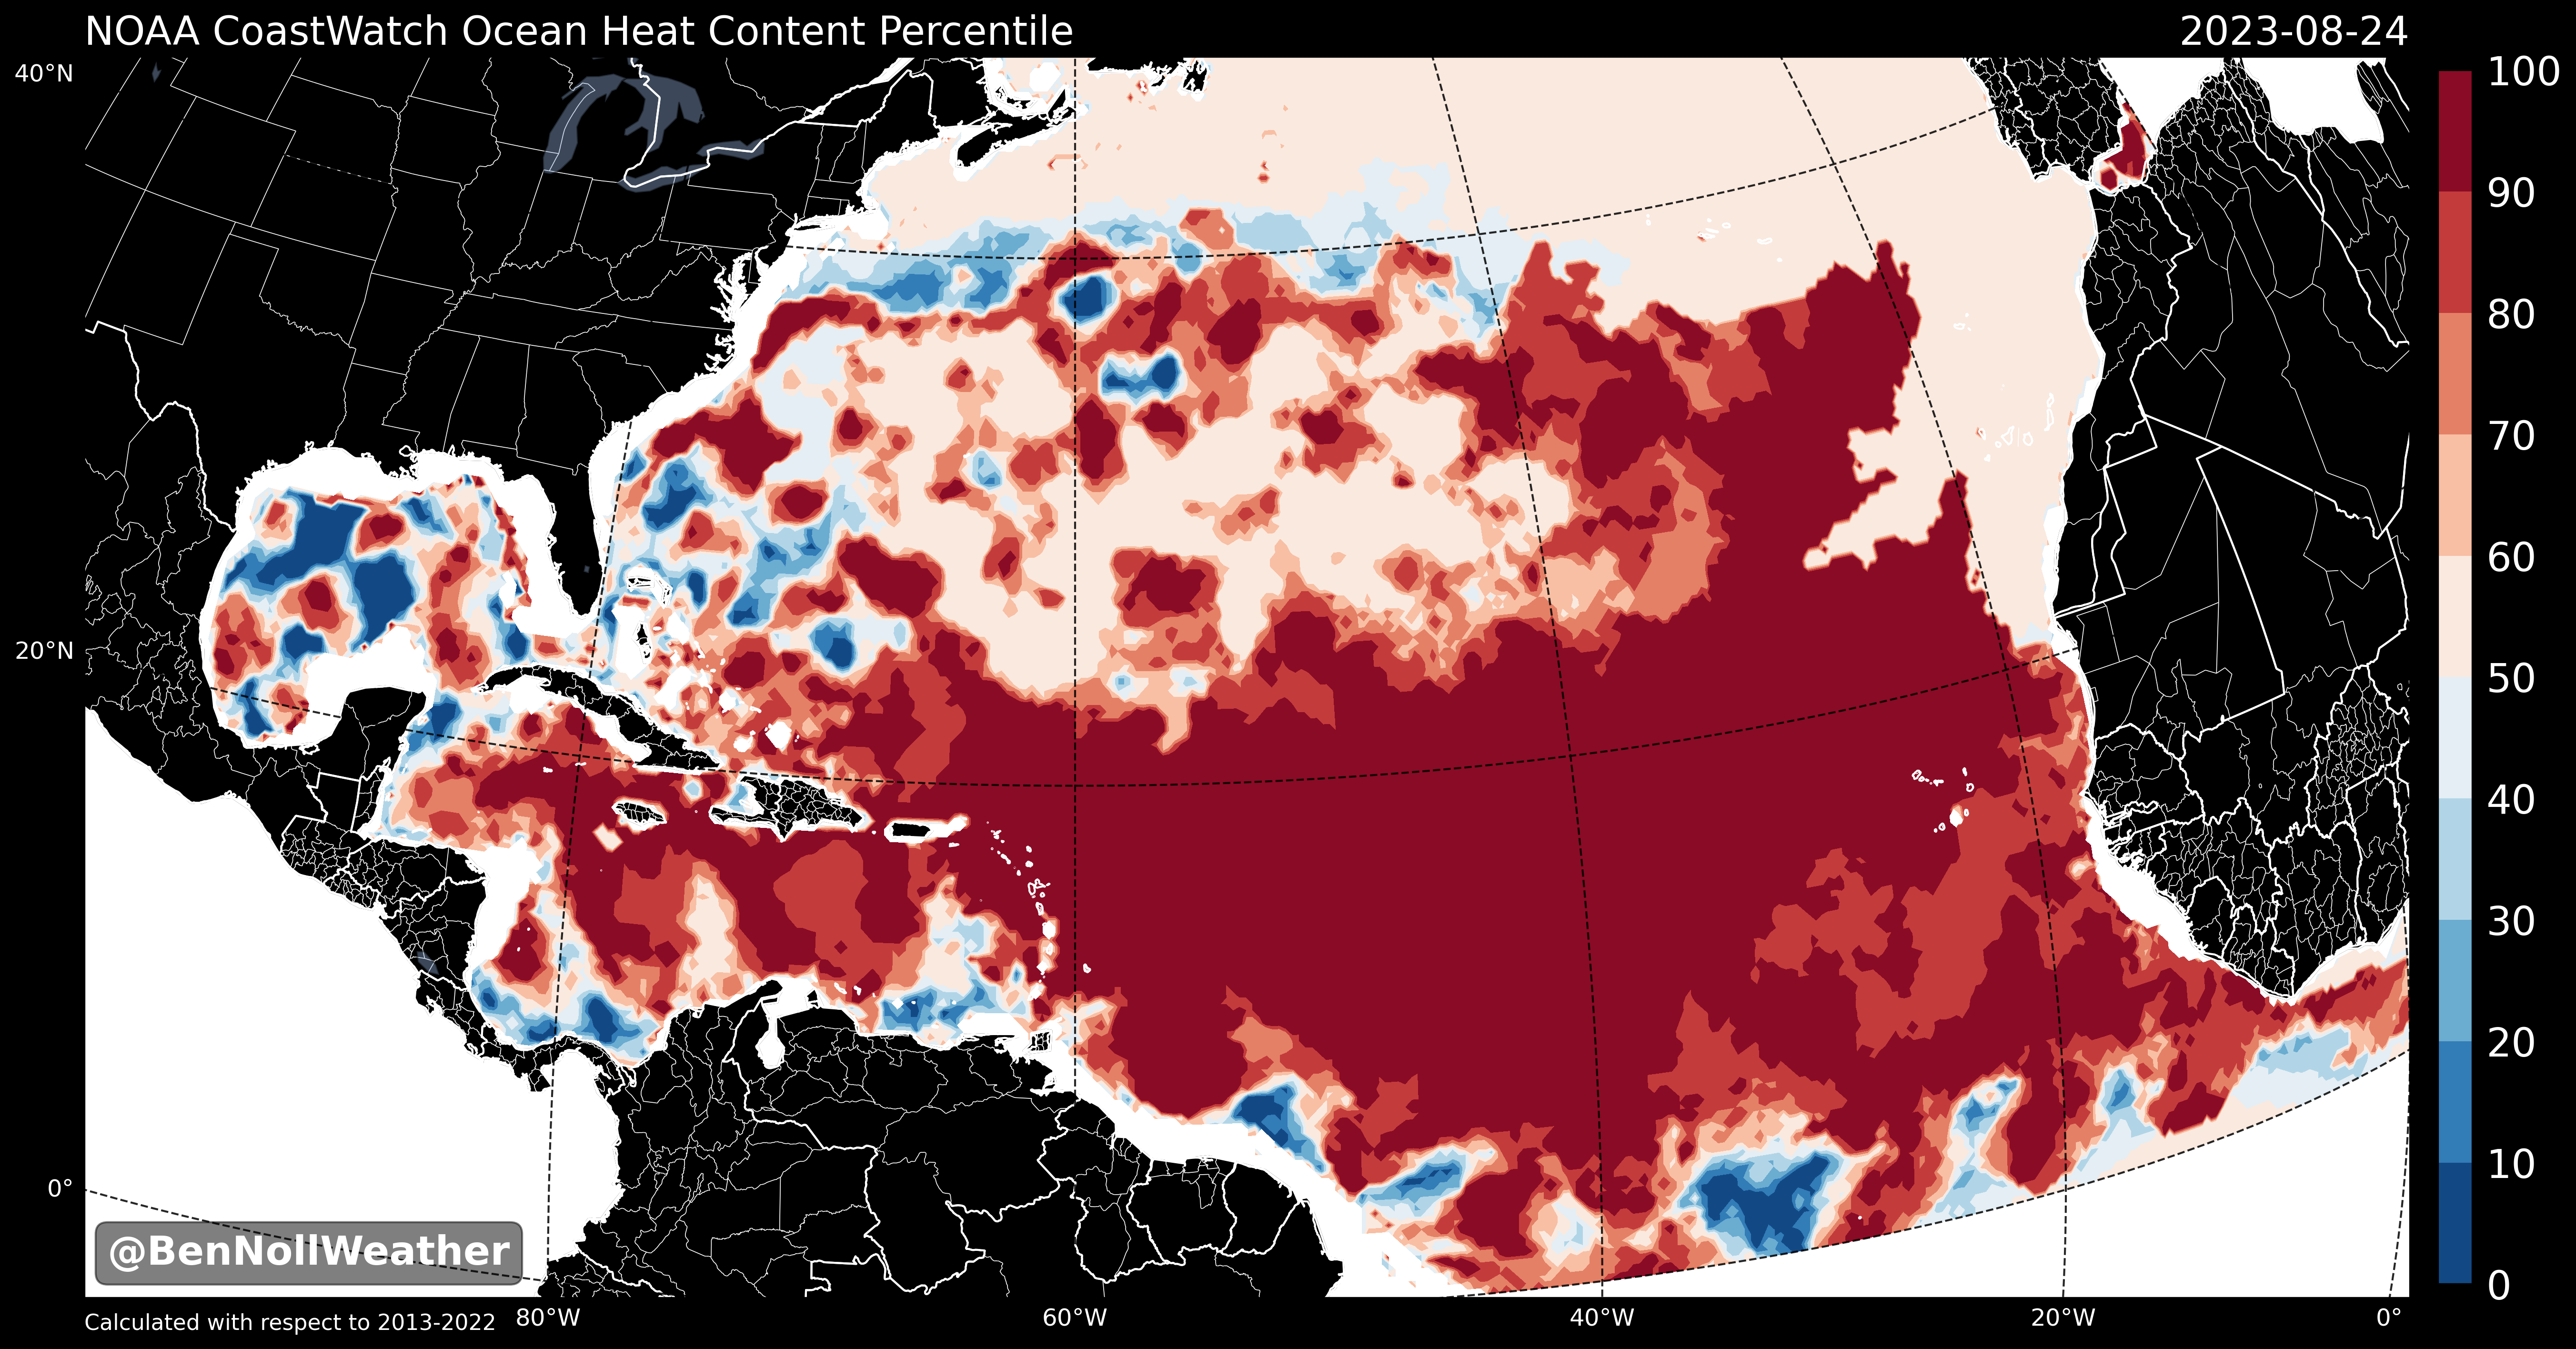 NOAA CoastWatch Ocean Heat Content Percentile
2023-08-24
40°N
20°N
0°
100
90
80
70
60
50
40
30
20
10
0
@BenNollWeather
Calculated with respect to 2013-2022
80°W
60°W
40°W
20°W
0°